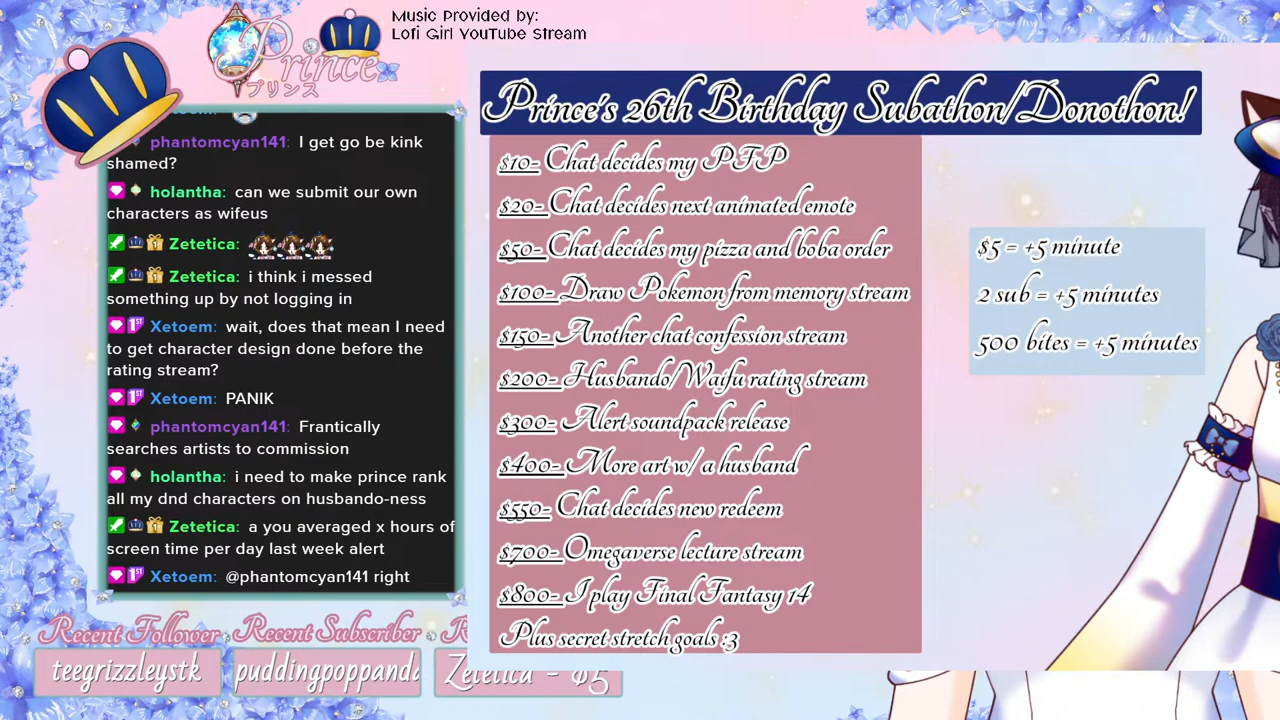 Music Provided by:
Lofi Girl YouTube Stream
Prince
プリンス
phantomcyan141: I get go be kink
shamed?
holantha: can we submit our own
characters as wifeus
Zetetica:
Zetetica: i think i messed
something up by not logging in
Xetoem: wait, does that mean I need
to get character design done before the
rating stream?
Xetoem: PANIK
phantomcyan141: Frantically
searches artists to commission
holantha: i need to make prince rank
all my dnd characters on husbando-ness
Zetetica: a you averaged x hours of
screen time per day last week alert
Xetoem: @phantomcyan141 right
Recent Follower
teegrizzleystk
Recent Subscriber
puddingpoppand
Zetetica - $5
Prince's 26th Birthday Subathon/Donothon!
$10- Chat decides my PFP
$20- Chat decides next animated emote
$50- Chat decides my pizza and boba order
$100- Draw Pokemon from memory stream
$150- Another chat confession stream
$200- Husbando/Waifu rating stream
$300- Alert soundpack release
$400- More art w/ a husband
$550- Chat decides new redeem
$700- Omegaverse lecture stream
$800- I play Final Fantasy 14
Plus secret stretch goals :3
$5 = +5 minute
2 sub = +5 minutes
500 bites = +5 minutes